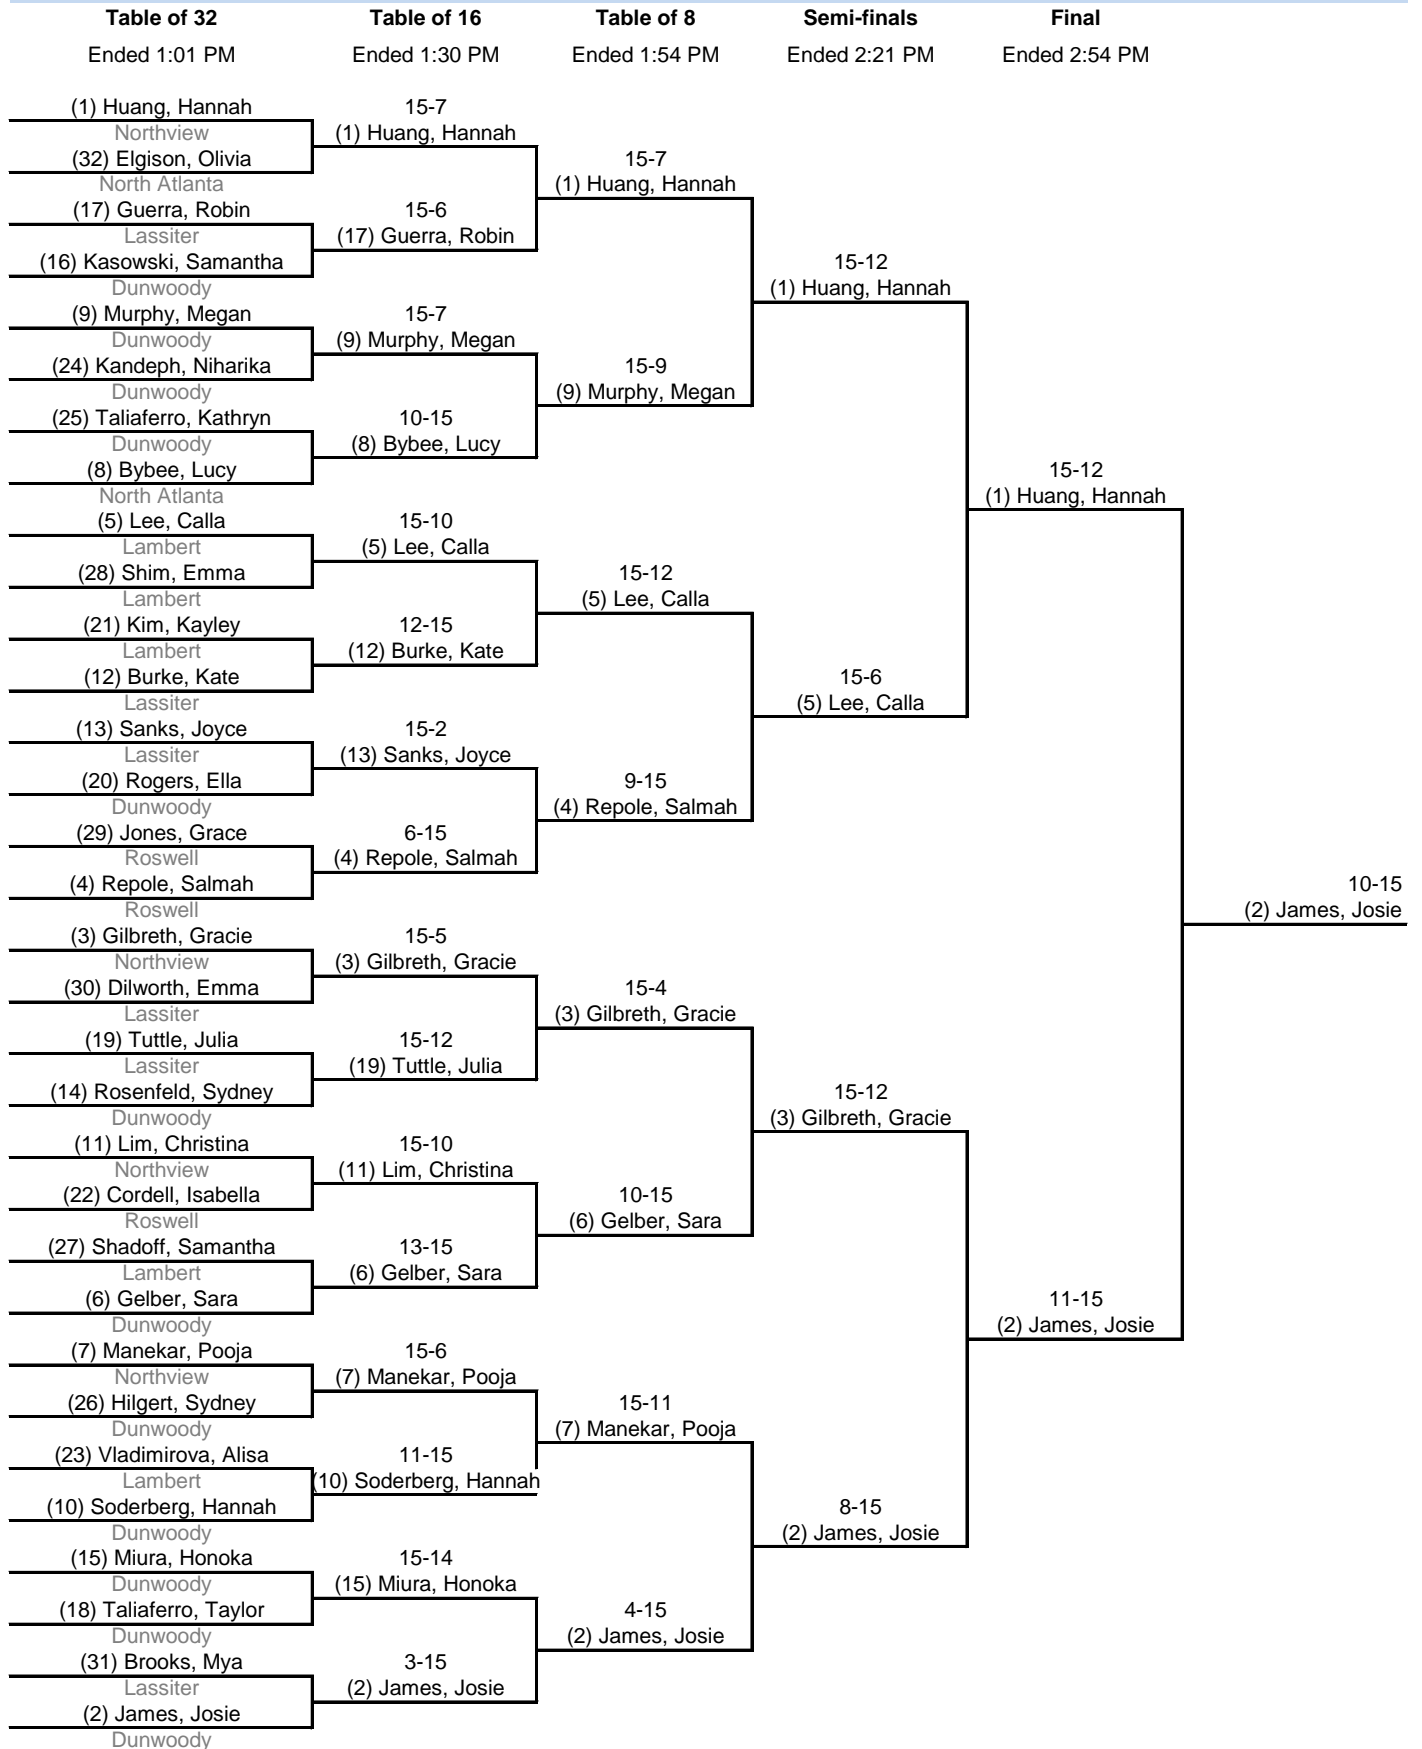 Table of 32 Table of 16 Table of 8 Semi-finals Final
Ended 1:01 PM Ended 1:30 PM Ended 1:54 PM Ended 2:21 PM Ended 2:54 PM
(1) Huang, Hannah 15-7
Northview (1) Huang, Hannah
(32) Elgison, Olivia 15-7
North Atlanta (1) Huang, Hannah
(17) Guerra, Robin 15-6
Lassiter (17) Guerra, Robin
(16) Kasowski, Samantha 15-12
Dunwoody (1) Huang, Hannah
(9) Murphy, Megan 15-7
Dunwoody (9) Murphy, Megan
(24) Kandeph, Niharika 15-9
Dunwoody (9) Murphy, Megan
(25) Taliaferro, Kathryn 10-15
Dunwoody (8) Bybee, Lucy
(8) Bybee, Lucy 15-12
North Atlanta (1) Huang, Hannah
(5) Lee, Calla 15-10
Lambert (5) Lee, Calla
(28) Shim, Emma 15-12
Lambert (5) Lee, Calla
(21) Kim, Kayley 12-15
Lambert (12) Burke, Kate
(12) Burke, Kate 15-6
Lassiter (5) Lee, Calla
(13) Sanks, Joyce 15-2
Lassiter (13) Sanks, Joyce
(20) Rogers, Ella 9-15
Dunwoody (4) Repole, Salmah
(29) Jones, Grace 6-15
Roswell (4) Repole, Salmah
(4) Repole, Salmah 10-15
Roswell (2) James, Josie
(3) Gilbreth, Gracie 15-5
Northview (3) Gilbreth, Gracie
(30) Dilworth, Emma 15-4
Lassiter (3) Gilbreth, Gracie
(19) Tuttle, Julia 15-12
Lassiter (19) Tuttle, Julia
(14) Rosenfeld, Sydney 15-12
Dunwoody (3) Gilbreth, Gracie
(11) Lim, Christina 15-10
Northview (11) Lim, Christina
(22) Cordell, Isabella 10-15
Roswell (6) Gelber, Sara
(27) Shadoff, Samantha 13-15
Lambert (6) Gelber, Sara
(6) Gelber, Sara 11-15
Dunwoody (2) James, Josie
(7) Manekar, Pooja 15-6
Northview (7) Manekar, Pooja
(26) Hilgert, Sydney 15-11
Dunwoody (7) Manekar, Pooja
(23) Vladimirova, Alisa 11-15
Lambert (10) Soderberg, Hannah
(10) Soderberg, Hannah 8-15
Dunwoody (2) James, Josie
(15) Miura, Honoka 15-14
Dunwoody (15) Miura, Honoka
(18) Taliaferro, Taylor 4-15
Dunwoody (2) James, Josie
(31) Brooks, Mya 3-15
Lassiter (2) James, Josie
(2) James, Josie
Dunwoody